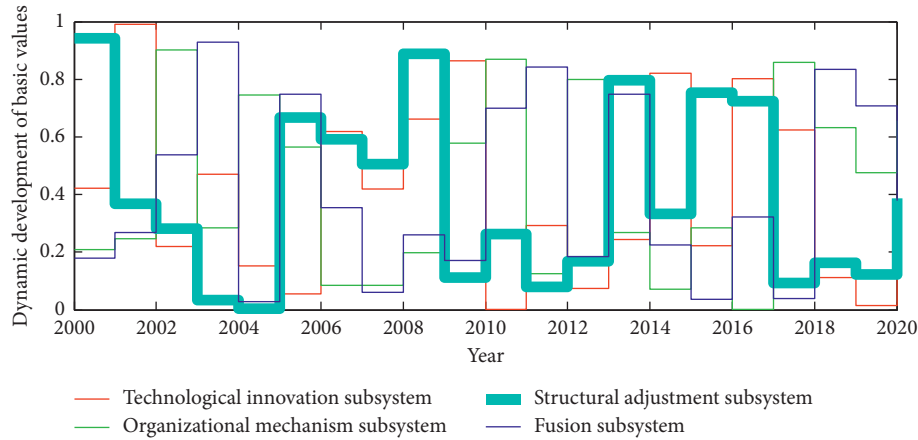 Dynamic development of basic values
1
0.8
0.6
0.4
0.2
0
2000 2002 2004 2006 2008 2010 2012 2014 2016 2018 2020
Year
Technological innovation subsystem
Organizational mechanism subsystem
Structural adjustment subsystem
Fusion subsystem